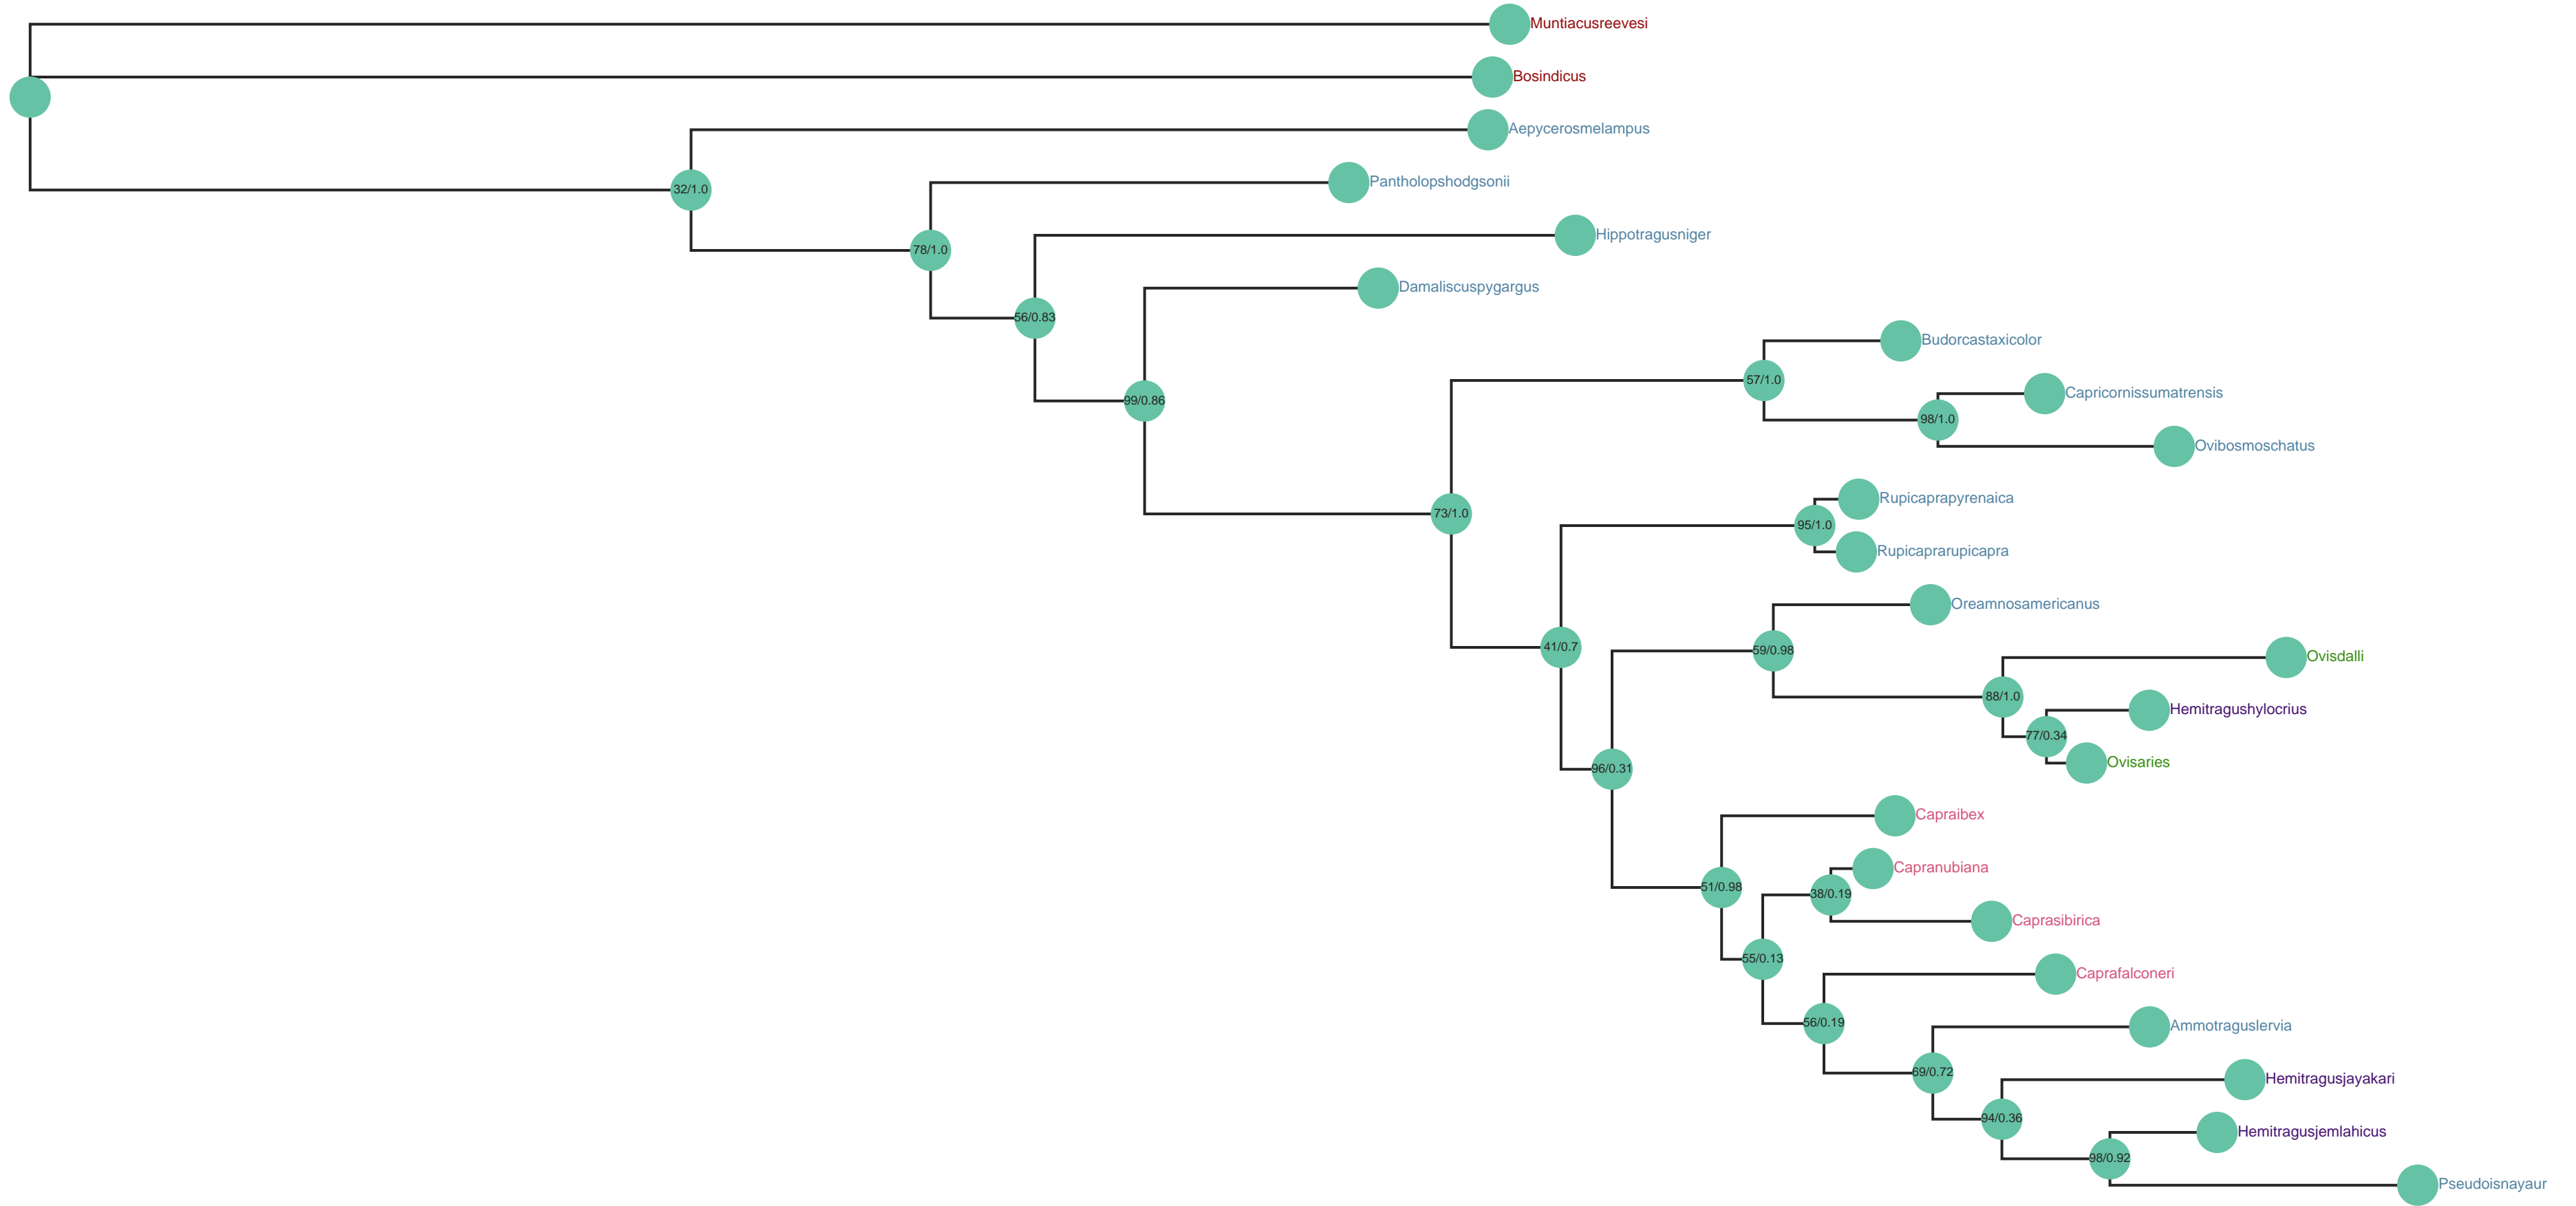 Muntiacusreevesi
Bosindicus
Aepycerosmelampus
Pantholopshodgsonii
32/1.0
Hippotragusniger
78/1.0
Damaliscuspygargus
56/0.83
Budorcastaxicolor
57/1.0
Capricornissumatrensis
99/0.86
98/1.0
Ovibosmoschatus
Rupicaprapyrenaica
73/1.0
95/1.0
Rupicaprarupicapra
Oreamnosamericanus
41/0.7
59/0.98
Ovisdalli
88/1.0
Hemitragushylocrius
77/0.34
Ovisaries
96/0.31
Capraibex
Capranubiana
51/0.98
38/0.19
Caprasibirica
55/0.13
Caprafalconeri
56/0.19
Ammotraguslervia
69/0.72
Hemitragusjayakari
94/0.36
Hemitragusjemlahicus
98/0.92
Pseudoisnayaur